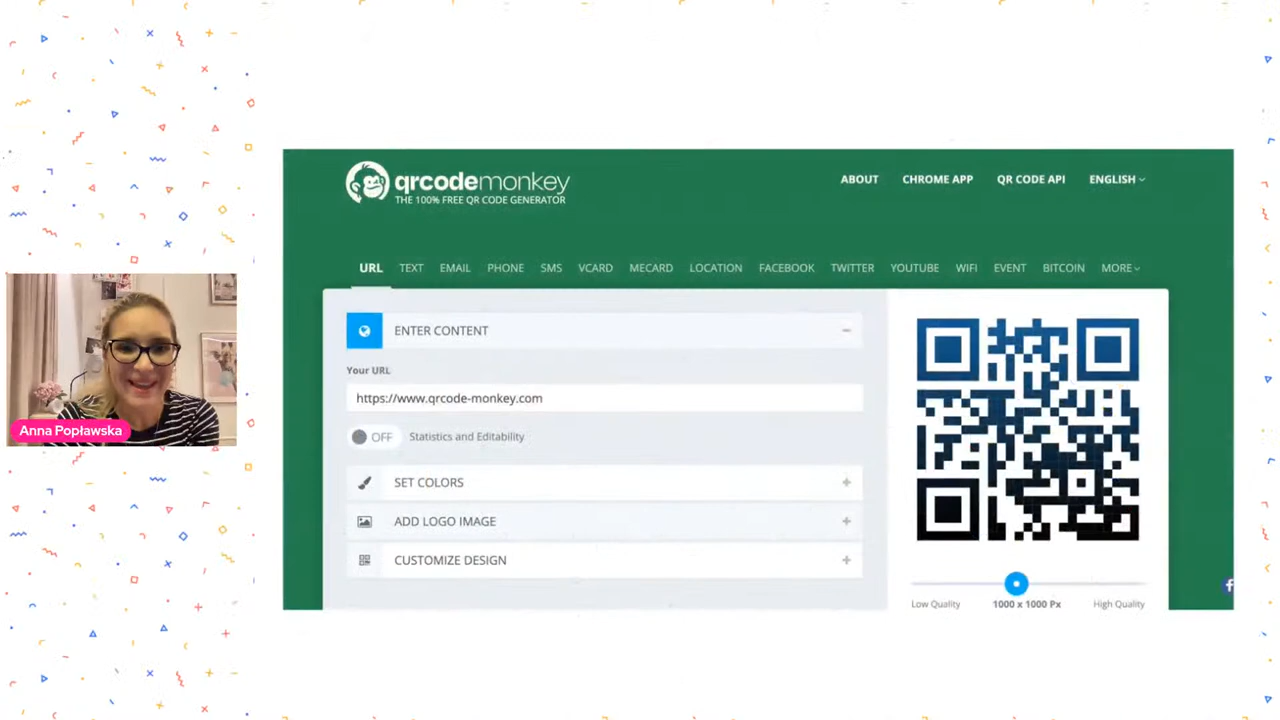 qrcodemonkey
THE 100% FREE QR CODE GENERATOR
ABOUT
CHROME APP
QR CODE API
ENGLISH
URL
TEXT
EMAIL
PHONE
SMS
VCARD
MECARD
LOCATION
FACEBOOK
TWITTER
YOUTUBE
WIFI
EVENT
BITCOIN
MORE
ENTER CONTENT
Your URL
https://www.qrcode-monkey.com
OFF
Statistics and Editability
SET COLORS
ADD LOGO IMAGE
CUSTOMIZE DESIGN
Low Quality
1000 x 1000 Px
High Quality
Anna Popławska